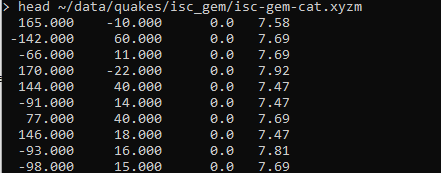 > head ~/data/quakes/isc_gem/isc-gem-cat.xyzm
165.000 -10.000 0.0 7.58
-142.000 60.000 0.0 7.69
-66.000 11.000 0.0 7.69
170.000 -22.000 0.0 7.92
144.000 40.000 0.0 7.47
-91.000 14.000 0.0 7.47
77.000 40.000 0.0 7.69
146.000 18.000 0.0 7.47
-93.000 16.000 0.0 7.81
-98.000 15.000 0.0 7.69